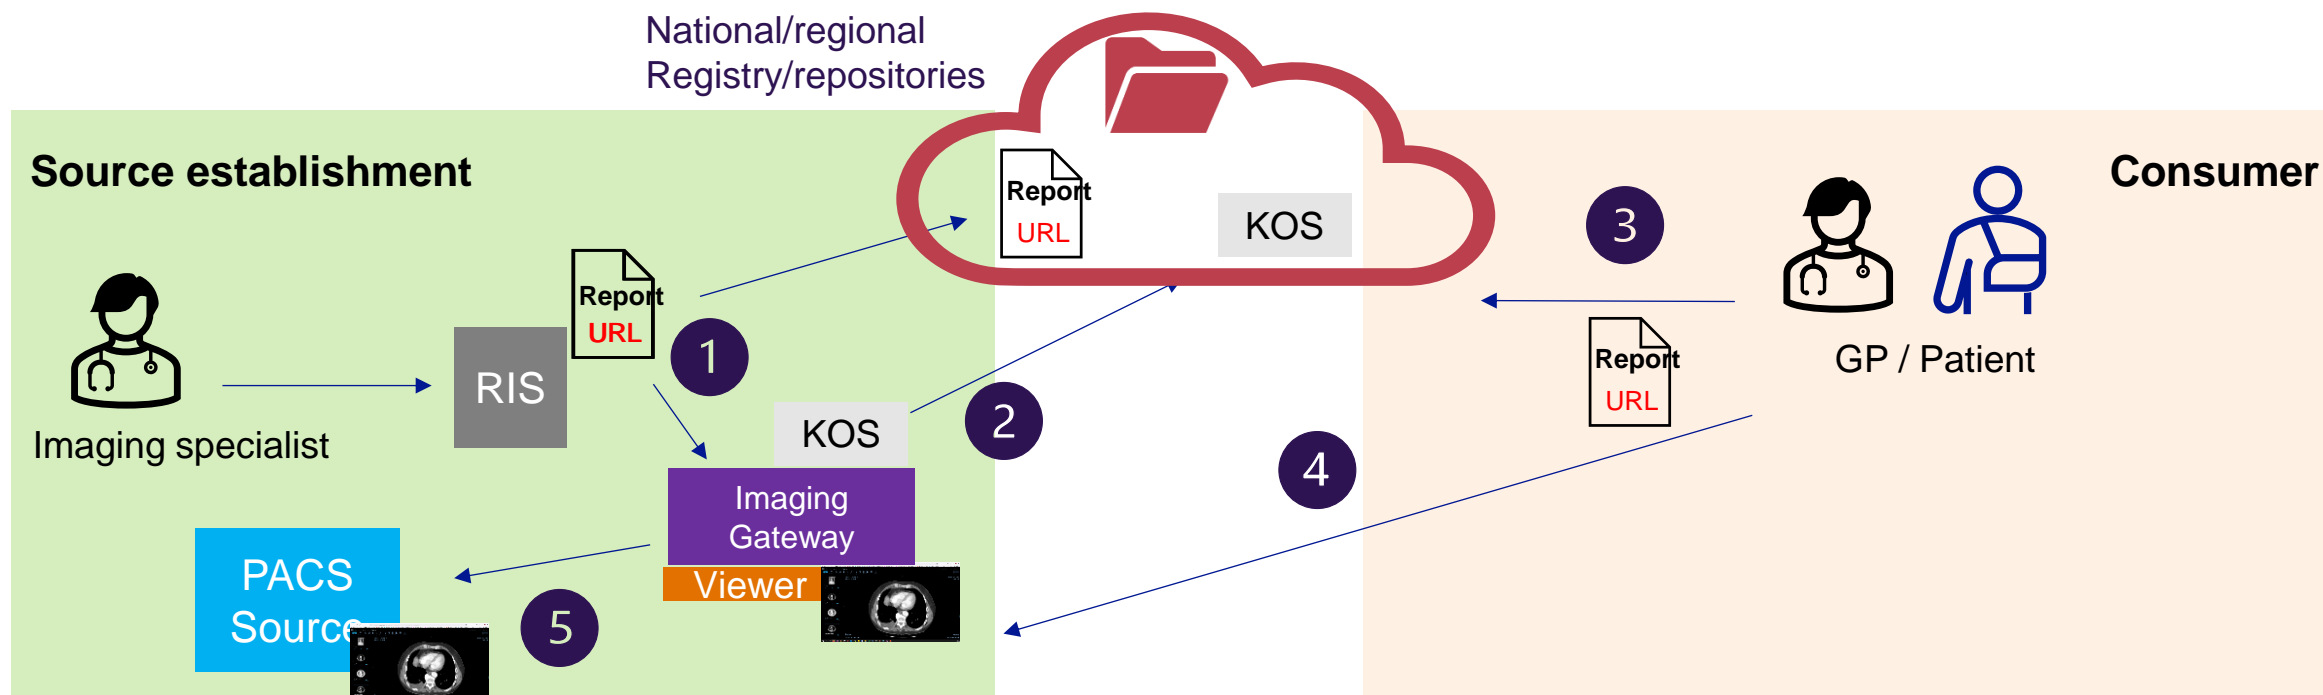 National/regional
Registry/repositories
Source establishment
Consumer
Report
URL
KOS
3
Report
URL
1
RIS
Imaging specialist
KOS
2
Report
URL
GP / Patient
4
Imaging
Gateway
Viewer
PACS
Source
5